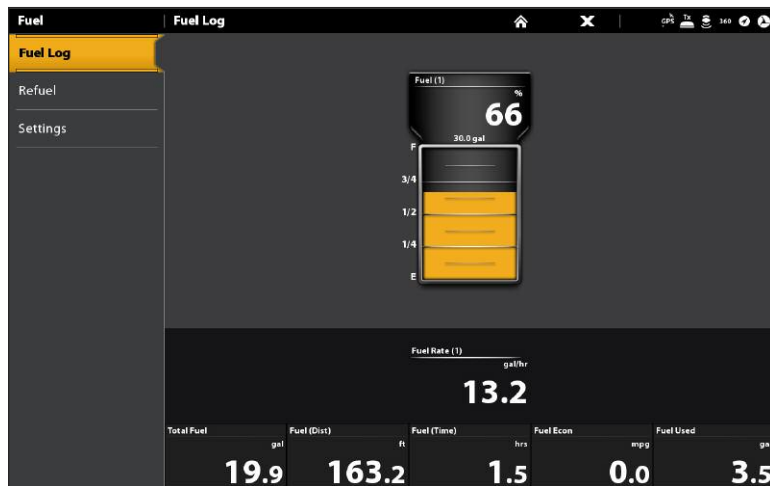 Fuel
Fuel Log
GPS Tx 360
Fuel Log
Refuel
Settings
Fuel (1)
%
66
30.0 gal
F
3/4
1/2
1/4
E
Fuel Rate (1)
gal/hr
13.2
Total Fuel
gal
19.9
Fuel (Dist)
ft
163.2
Fuel (Time)
hrs
1.5
Fuel Econ
mpg
0.0
Fuel Used
ga
3.5